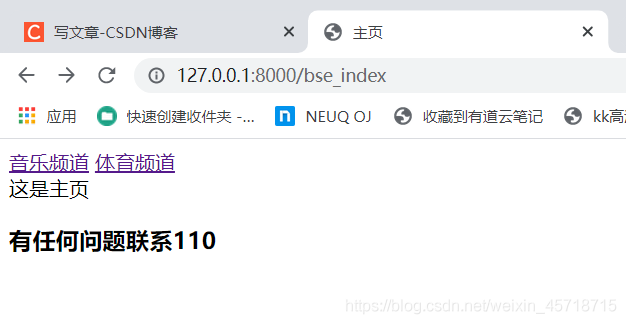 写文章-CSDN博客
主页
127.0.0.1:8000/bse_index
应用
快速创建收件夹 -...
NEUQ OJ
收藏到有道云笔记
音乐频道 体育频道
这是主页
有任何问题联系110
https://blog.csdn.net/weixin_45718715